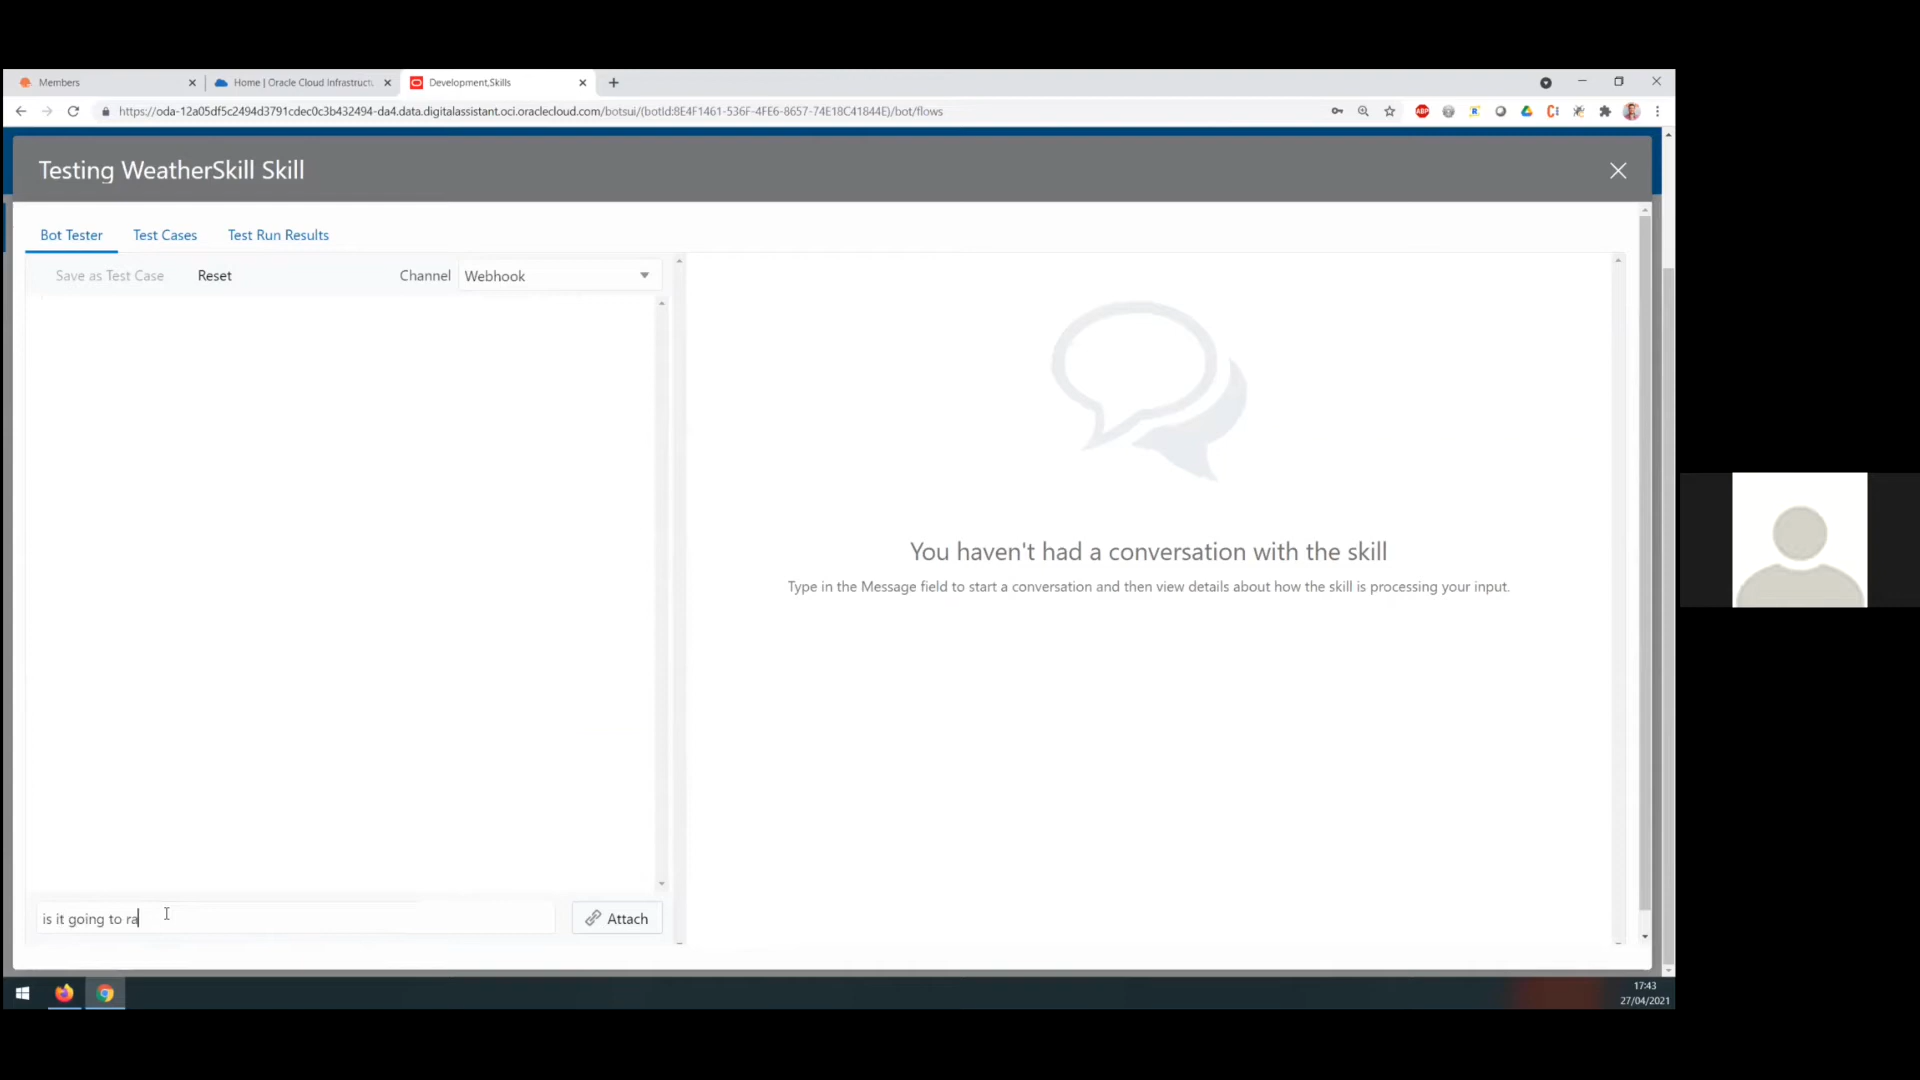 Members
Home | Oracle Cloud Infrastructu
Development,Skills
https://oda-12a05df5c2494d3791cdec0c3b432494-da4.data.digitalassistant.oci.oraclecloud.com/botsui/(botId:8E4F1461-536F-4FE6-8657-74E18C41844E)/bot/flows
ABP
Testing WeatherSkill Skill
Bot Tester
Test Cases
Test Run Results
Save as Test Case
Reset
Channel
Webhook
You haven't had a conversation with the skill
Type in the Message field to start a conversation and then view details about how the skill is processing your input.
is it going to ra
Attach
17:43
27/04/2021